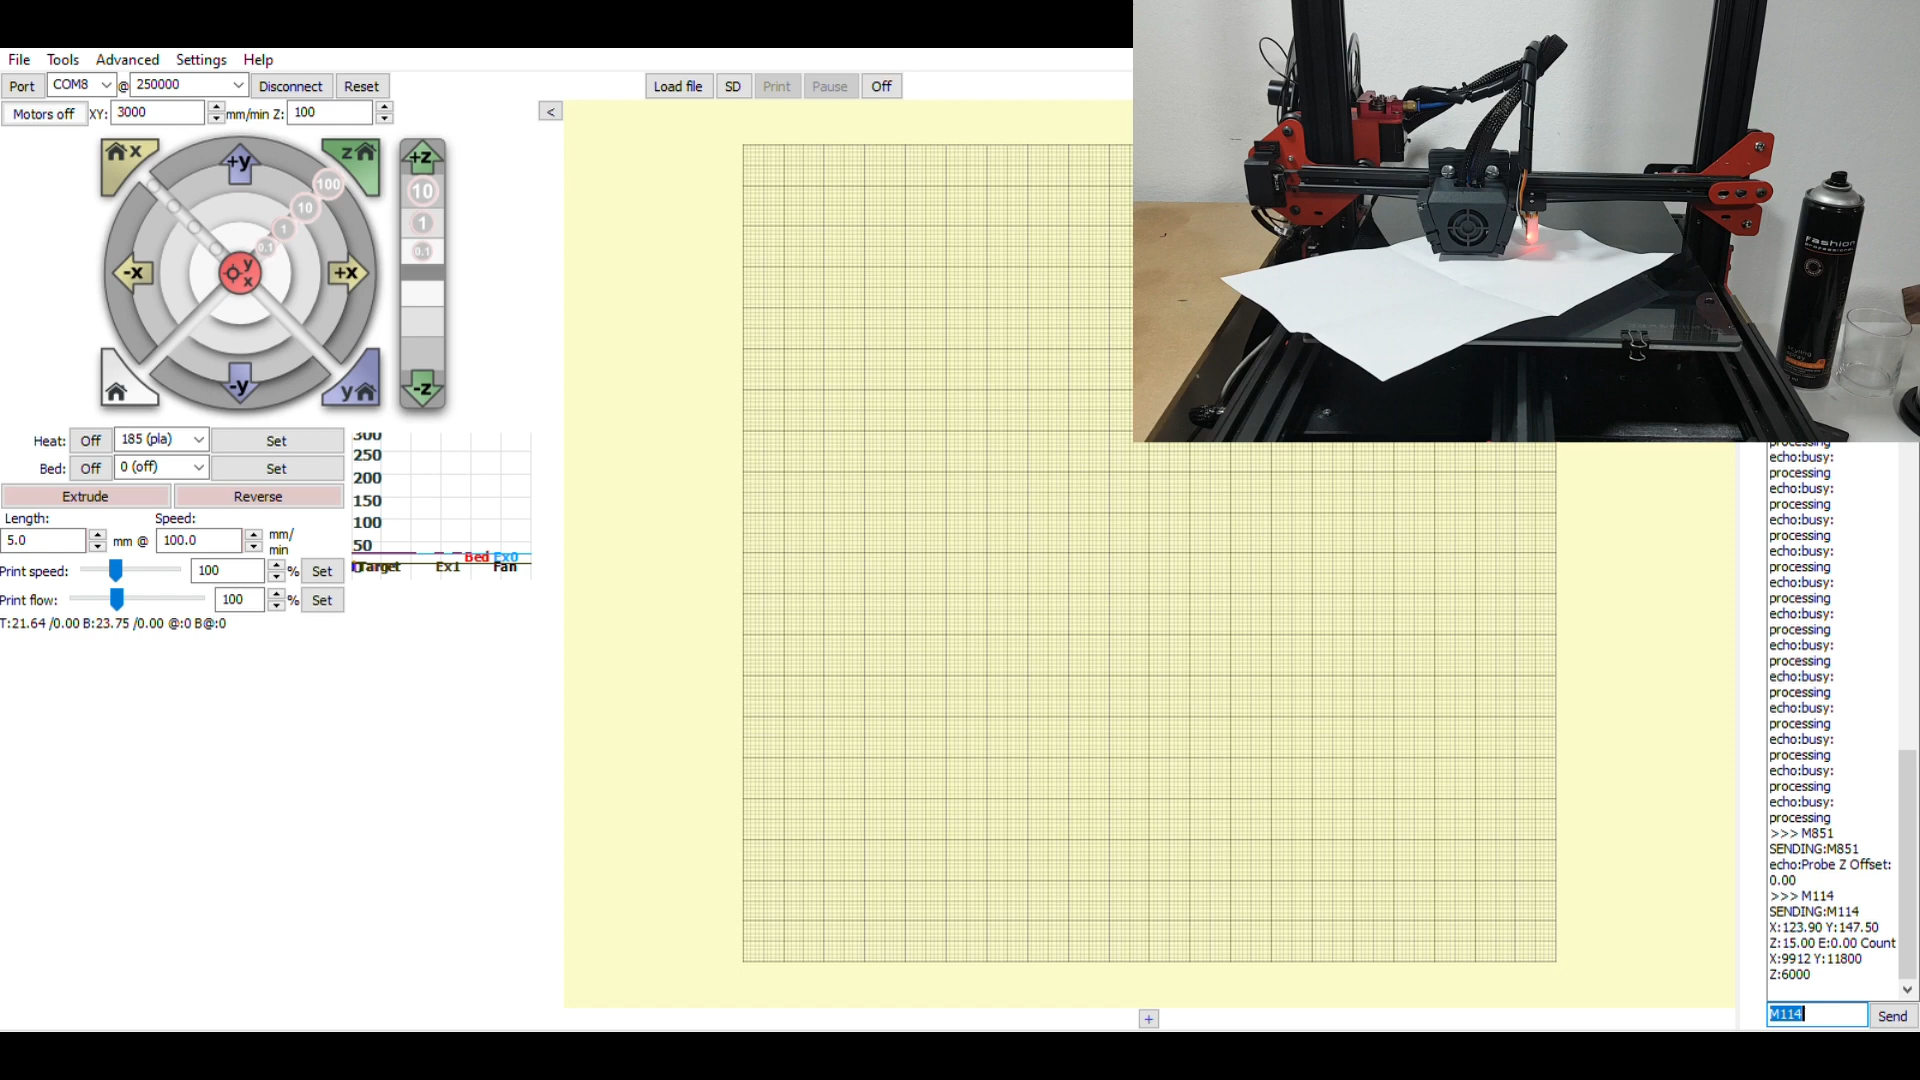 File Tools Advanced Settings Help
Port COM8 @ 250000 Disconnect Reset
Load file SD Print Pause Off
Motors off XY: 3000 mm/min Z: 100
<
x +y z +z
100 10
10 1
1 0.1
0.1
-x y x +x
-y y -z
Heat: Off 185 (pla) Set
Bed: Off 0 (off) Set
Extrude Reverse
Length: Speed:
5.0 mm @ 100.0 mm/
min
Print speed: 100 % Set
Print flow: 100 % Set
T:21.64 /0.00 B:23.75 /0.00 @:0 B@:0
300
250
200
150
100
50
Bed Ex0
Target Ex1 Fan
fashion
professional
styling
spray
processing
echo:busy:
processing
echo:busy:
processing
echo:busy:
processing
echo:busy:
processing
echo:busy:
processing
echo:busy:
processing
echo:busy:
processing
echo:busy:
processing
echo:busy:
processing
echo:busy:
processing
echo:busy:
processing
echo:busy:
processing
>>> M851
SENDING:M851
echo:Probe Z Offset:
0.00
>>> M114
SENDING:M114
X:123.90 Y:147.50
Z:15.00 E:0.00 Count
X:9912 Y:11800
Z:6000
M114 Send
+